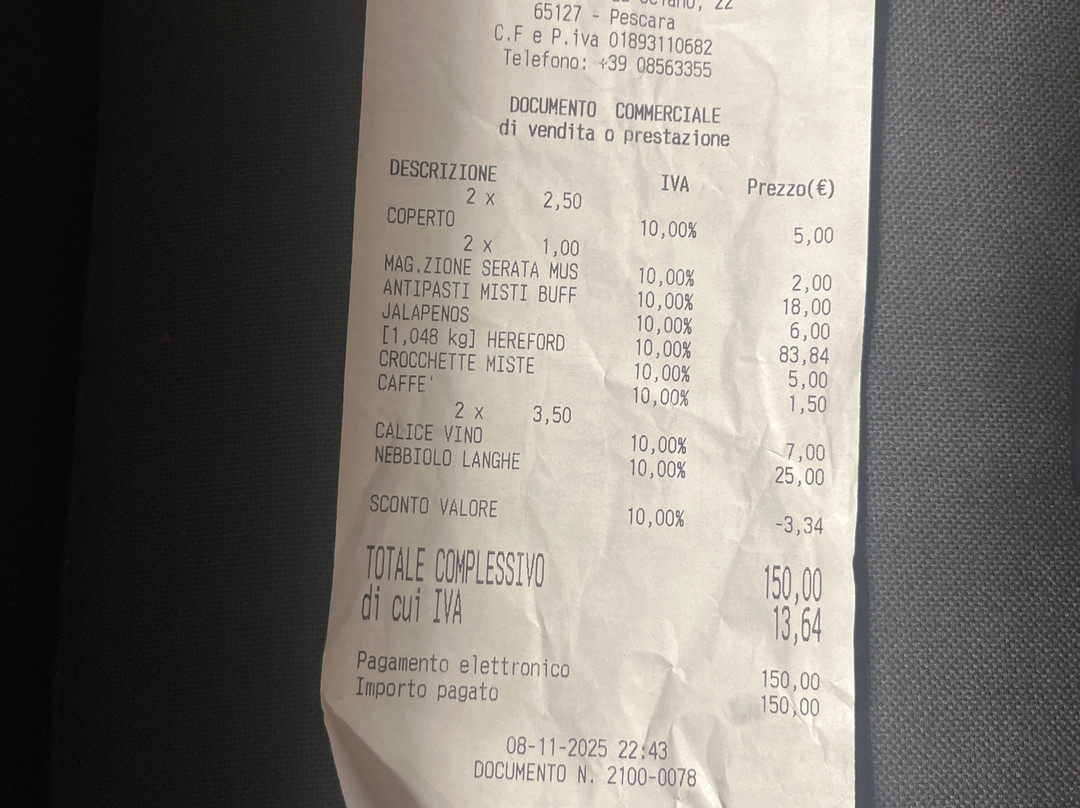 22
65127 - Pescara
C.F e P.iva 01893110682
Telefono: +39 08563355
DOCUMENTO COMMERCIALE
di vendita o prestazione
DESCRIZIONE IVA Prezzo(€)
2 x 2,50
COPERTO 10,00% 5,00
2 x 1,00
MAG.ZIONE SERATA MUS 10,00% 2,00
ANTIPASTI MISTI BUFF 10,00% 18,00
JALAPENOS 10,00% 6,00
[1,048 kg] HEREFORD 10,00% 83,84
CROCCHETTE MISTE 10,00% 5,00
CAFFE' 10,00% 1,50
2 x 3,50
CALICE VINO 10,00% 7,00
NEBBIOLO LANGHE 10,00% 25,00
SCONTO VALORE 10,00% -3,34
TOTALE COMPLESSIVO 150,00
di cui IVA 13,64
Pagamento elettronico 150,00
Importo pagato 150,00
08-11-2025 22:43
DOCUMENTO N. 2100-0078